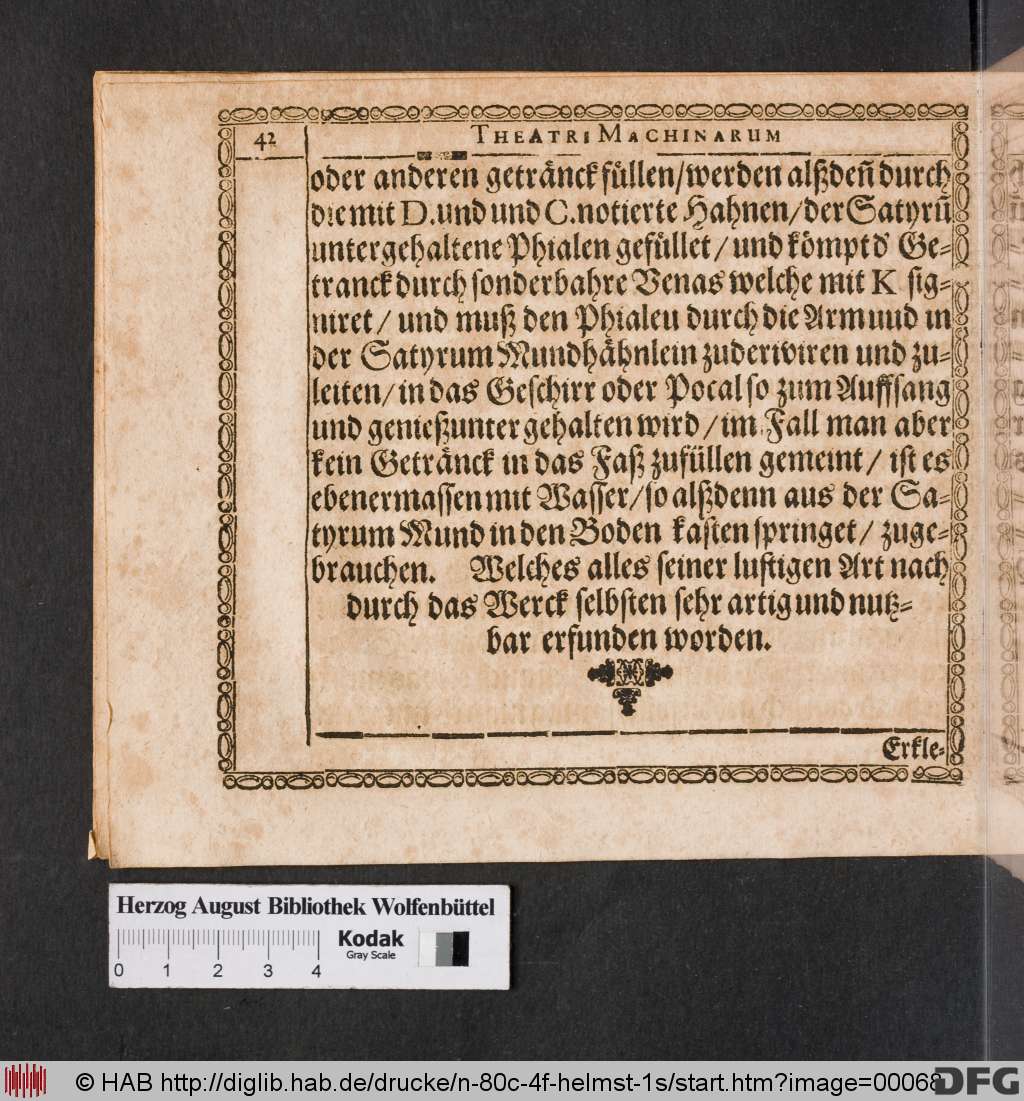 42
THEATRI MACHINARUM
oder anderen getränck füllen/werden alßdeñ durch
die mit D. und und C. notierte Hahnen/der Satyrũ
untergehaltene Phialen gefüllet/und kömpt d' Ge-
tranck durch sonderbahre Venas welche mit K sig-
niret/und muß den Phialeu durch die Arm uud in
der Satyrum Mundhähnlein zuderiviren und zu-
leiten/in das Geschirr oder Pocal so zum Auffsang
und genießunter gehalten wird/im Fall man aber
kein Getränck in das Faß zufüllen gemeint/ist es
ebenermassen mit Wasser/so alßdenn aus der Sa-
tyrum Mund in den Boden kasten springet/zuge-
brauchen. Welches alles seiner lustigen Art nach
durch das Werck selbsten sehr artig und nutz-
bar erfunden worden.
Erkle-
Herzog August Bibliothek Wolfenbüttel
0 1 2 3 4
Kodak
Gray Scale
© HAB http://diglib.hab.de/drucke/n-80c-4f-helmst-1s/start.htm?image=00068
DFG